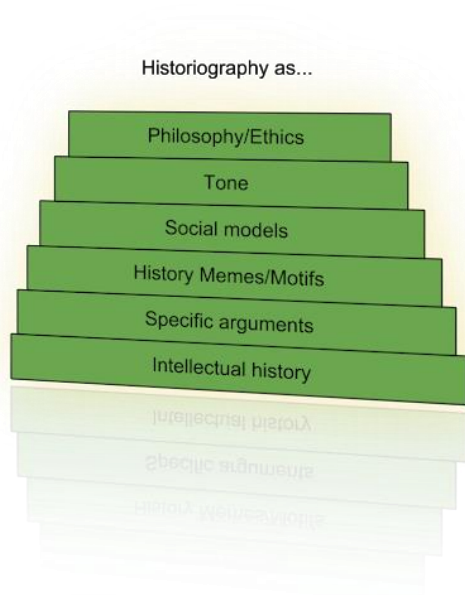 Historiography as...
Philosophy/Ethics
Tone
Social models
History Memes/Motifs
Specific arguments
Intellectual history